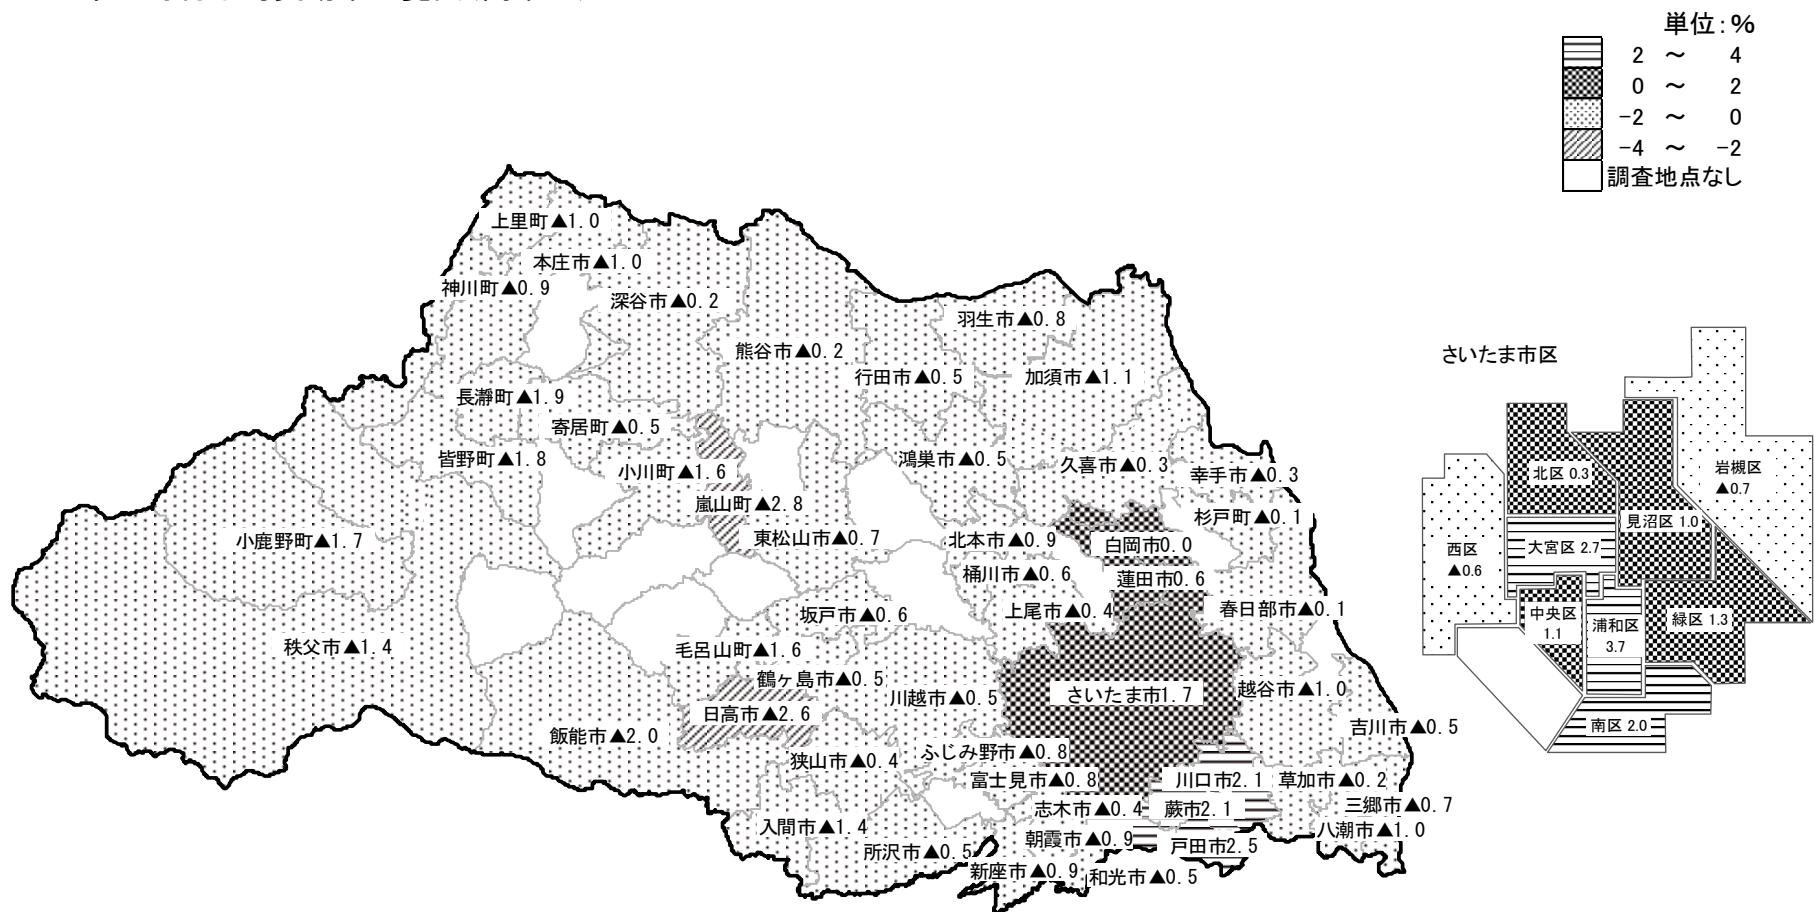 単位：%
2 ～ 4
0 ～ 2
-2 ～ 0
-4 ～ -2
調査地点なし
上里町▲1.0
本庄市▲1.0
神川町▲0.9
深谷市▲0.2
羽生市▲0.8
熊谷市▲0.2
行田市▲0.5
加須市▲1.1
長瀞町▲1.9
寄居町▲0.5
皆野町▲1.8
小川町▲1.6
鴻巣市▲0.5
久喜市▲0.3
幸手市▲0.3
嵐山町▲2.8
杉戸町▲0.1
小鹿野町▲1.7
東松山市▲0.7
北本市▲0.9
白岡市0.0
桶川市▲0.6
蓮田市0.6
坂戸市▲0.6
上尾市▲0.4
春日部市▲0.1
秩父市▲1.4
毛呂山町▲1.6
鶴ヶ島市▲0.5
川越市▲0.5
さいたま市1.7
越谷市▲1.0
日高市▲2.6
飯能市▲2.0
吉川市▲0.5
狭山市▲0.4
ふじみ野市▲0.8
富士見市▲0.8
川口市2.1
草加市▲0.2
志木市▲0.4
蕨市2.1
三郷市▲0.7
入間市▲1.4
朝霞市▲0.9
八潮市▲1.0
所沢市▲0.5
戸田市2.5
新座市▲0.9
和光市▲0.5
さいたま市区
岩槻区
▲0.7
北区 0.3
見沼区 1.0
西区
▲0.6
大宮区 2.7
中央区
1.1
浦和区
3.7
緑区 1.3
南区 2.0